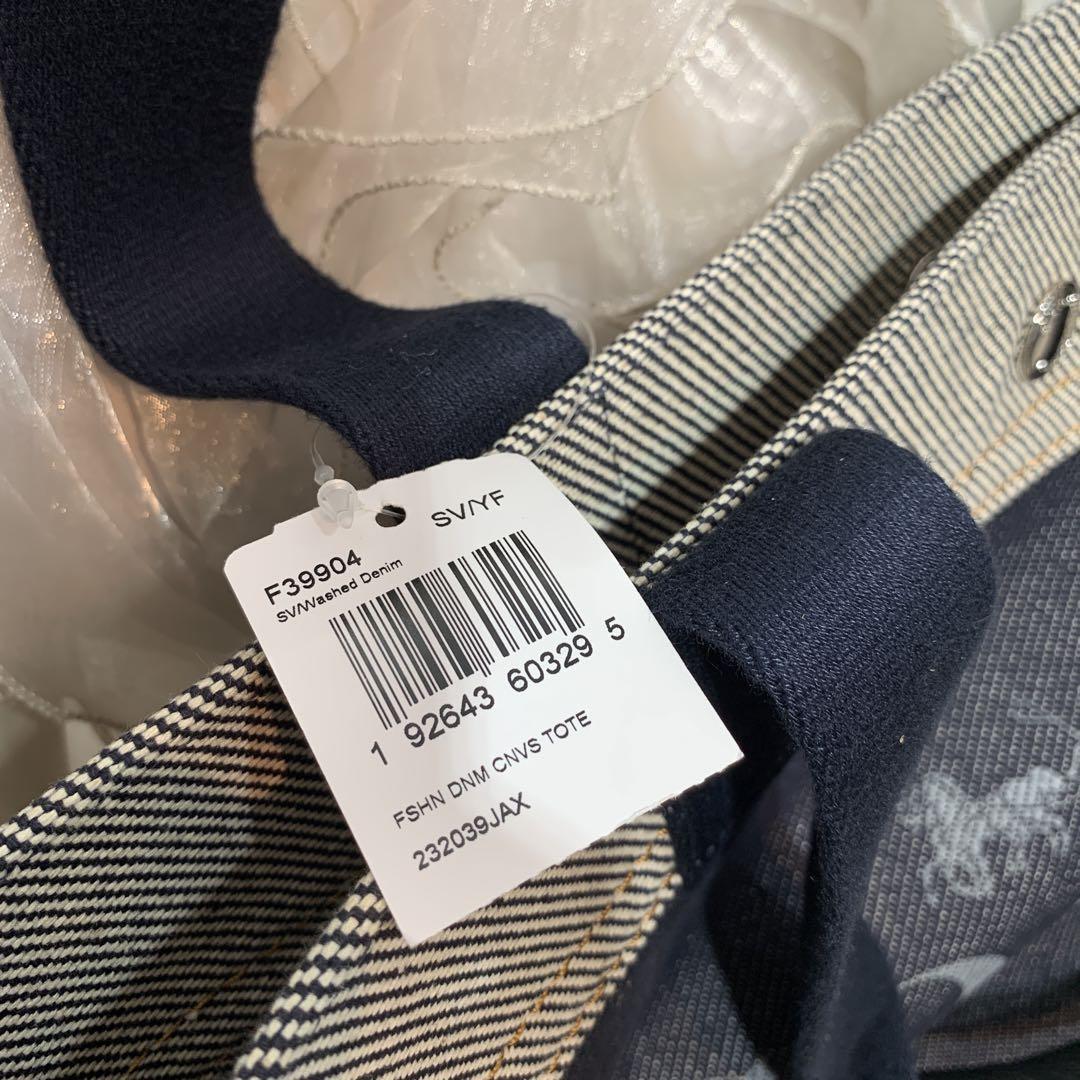 SV/YF
F39904
SV/Washed Denim
1 92643 60329 5
FSHN DNM CNVS TOTE
232039JAX